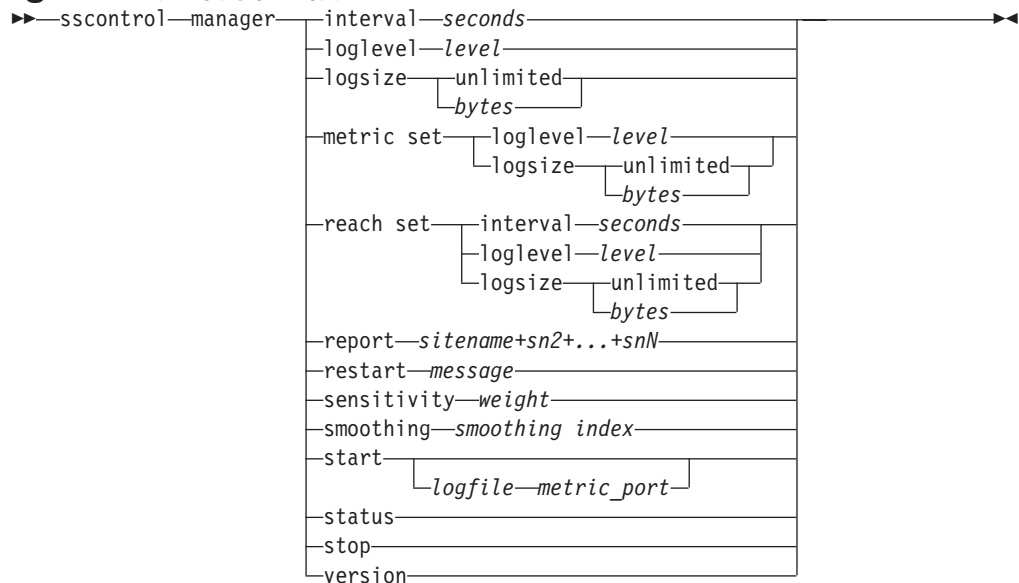 sscontrol manager interval seconds
loglevel level
logsize unlimited
bytes
metric set loglevel level
logsize unlimited
bytes
reach set interval seconds
loglevel level
logsize unlimited
bytes
report sitename+sn2+...+snN
restart message
sensitivity weight
smoothing smoothing index
start
logfile metric_port
status
stop
version